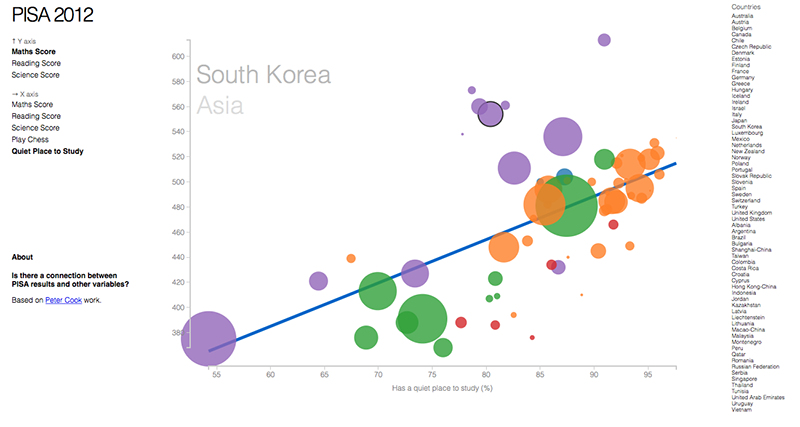 PISA 2012
↑ Y axis
Maths Score
Reading Score
Science Score
→ X axis
Maths Score
Reading Score
Science Score
Play Chess
Quiet Place to Study
About
Is there a connection between
PISA results and other variables?
Based on Peter Cook work.
South Korea
Asia
600
580
560
540
520
500
480
460
440
420
400
380
55
60
65
70
75
80
85
90
95
Has a quiet place to study (%)
Countries
Australia
Austria
Belgium
Canada
Chile
Czech Republic
Denmark
Estonia
Finland
France
Germany
Greece
Hungary
Iceland
Ireland
Israel
Italy
Japan
South Korea
Luxembourg
Mexico
Netherlands
New Zealand
Norway
Poland
Portugal
Slovak Republic
Slovenia
Spain
Sweden
Switzerland
Turkey
United Kingdom
United States
Albania
Argentina
Brazil
Bulgaria
Shanghai-China
Taiwan
Colombia
Costa Rica
Croatia
Cyprus
Hong Kong-China
Indonesia
Jordan
Kazakhstan
Latvia
Liechtenstein
Lithuania
Macao-China
Malaysia
Montenegro
Peru
Qatar
Romania
Russian Federation
Serbia
Singapore
Thailand
Tunisia
United Arab Emirates
Uruguay
Vietnam